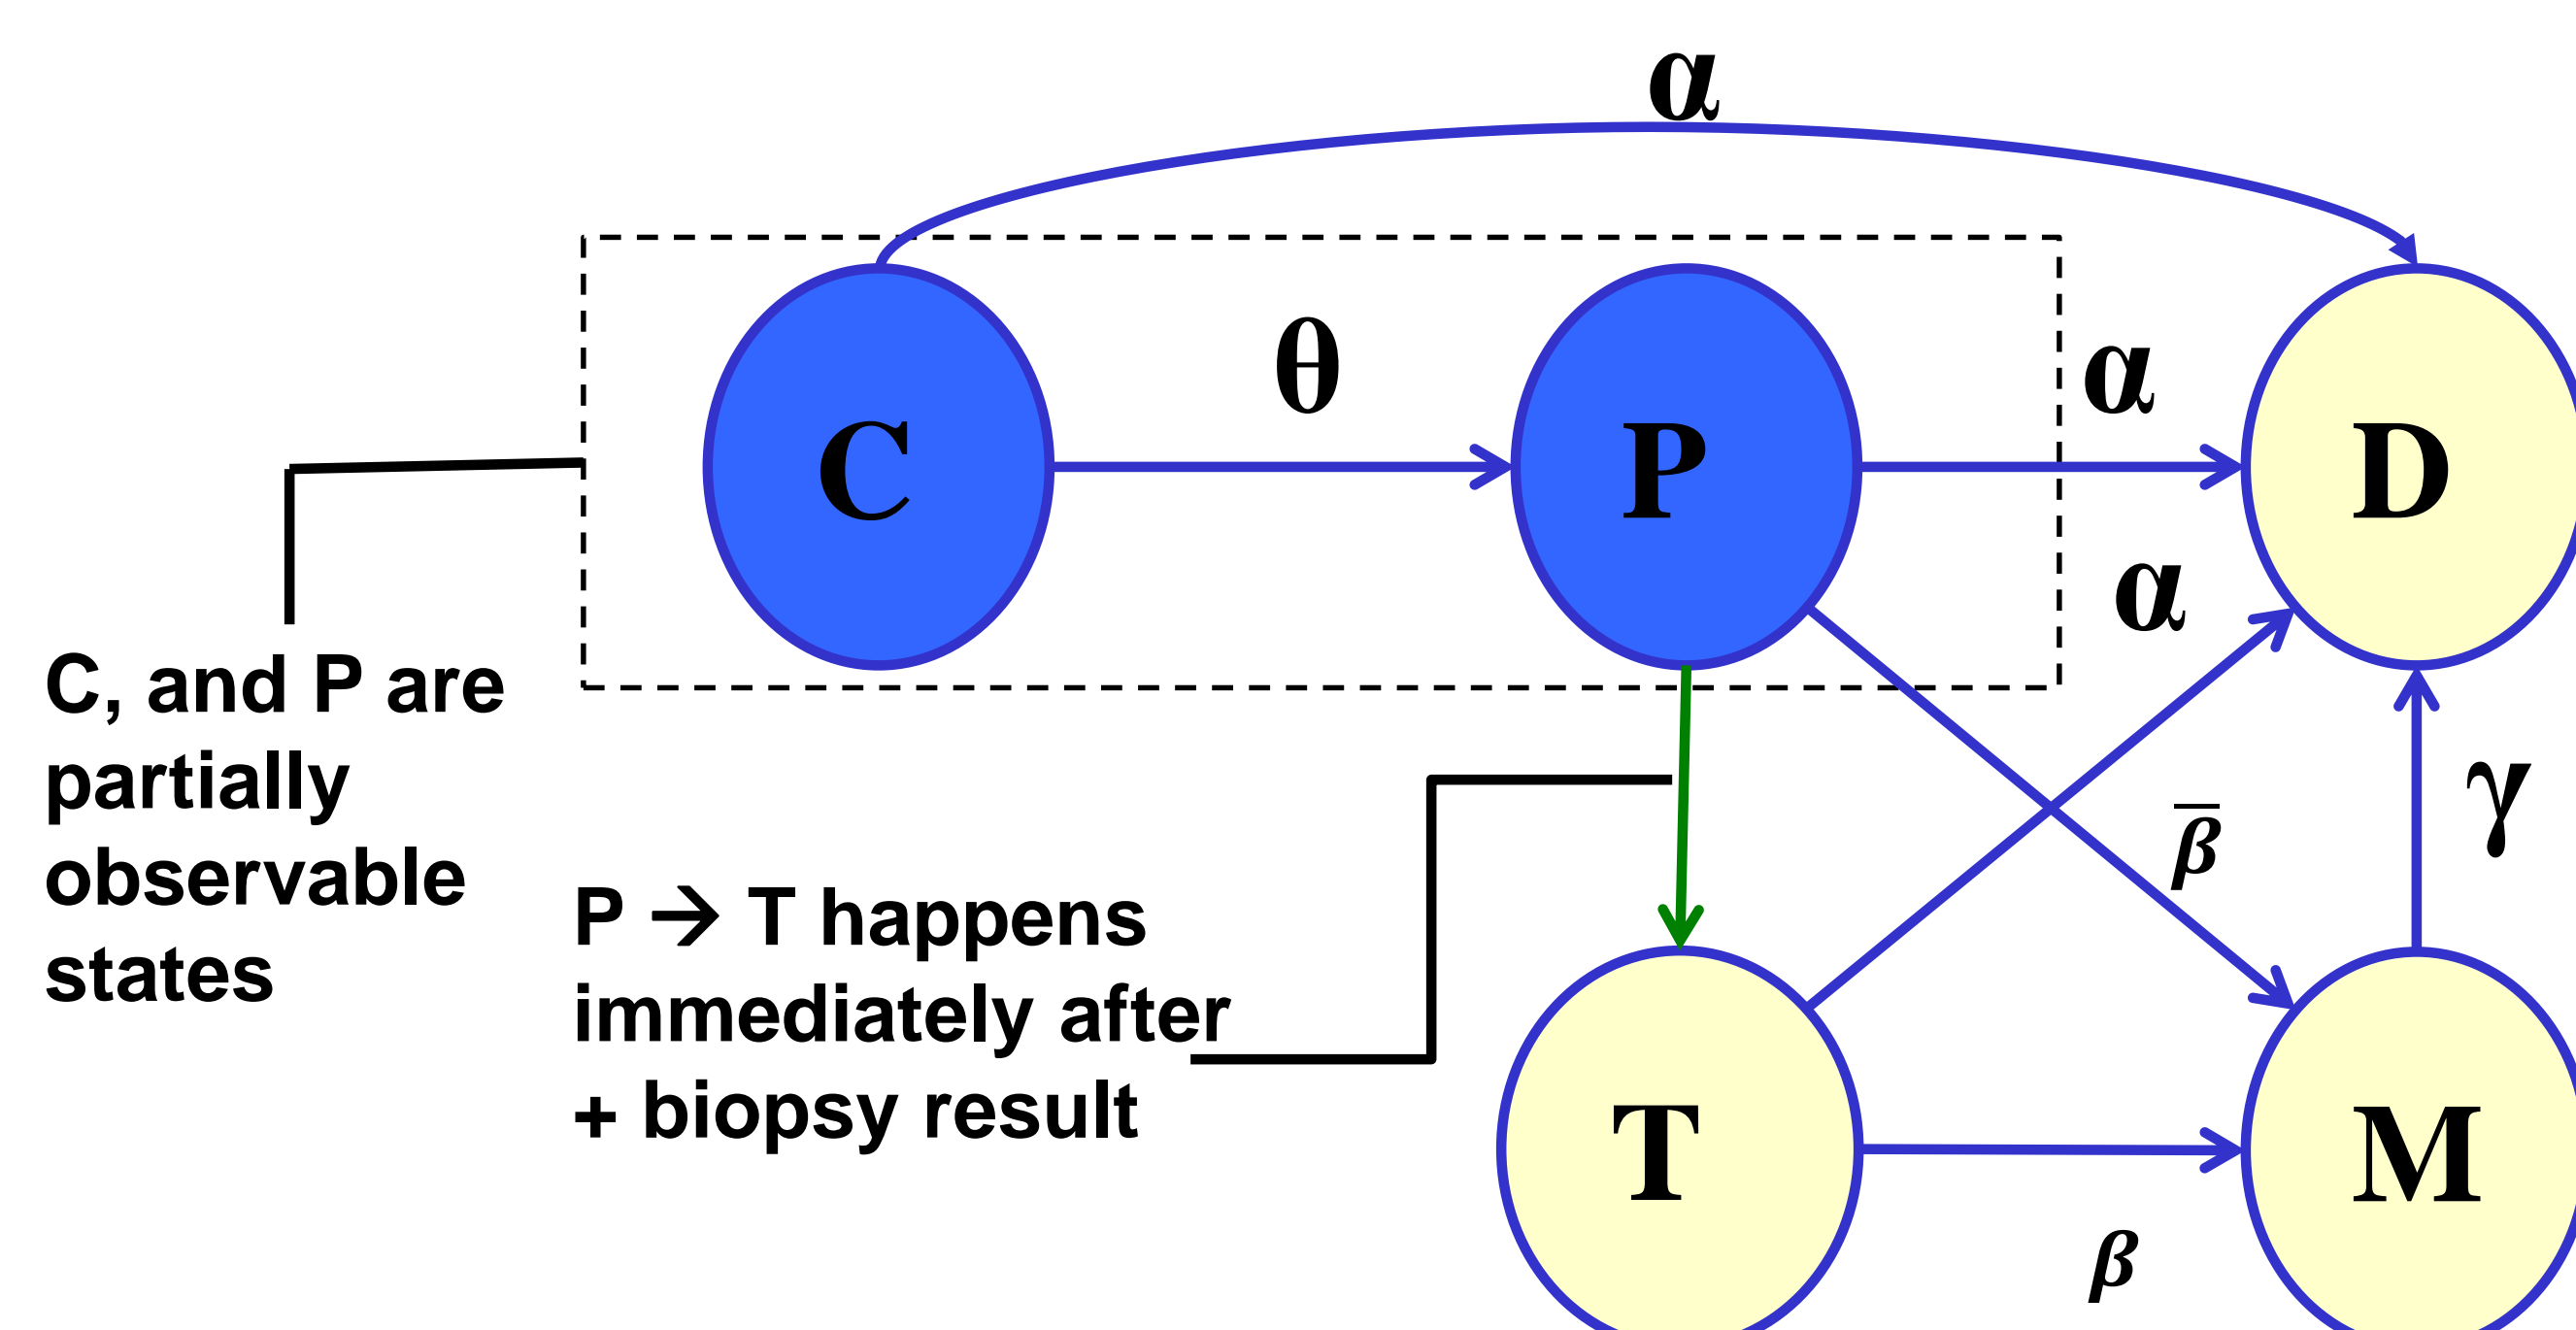 α
θ
α
C
P
D
α
C, and P are
partially
observable
states
γ
β̅
P → T happens
immediately after
+ biopsy result
T
M
β